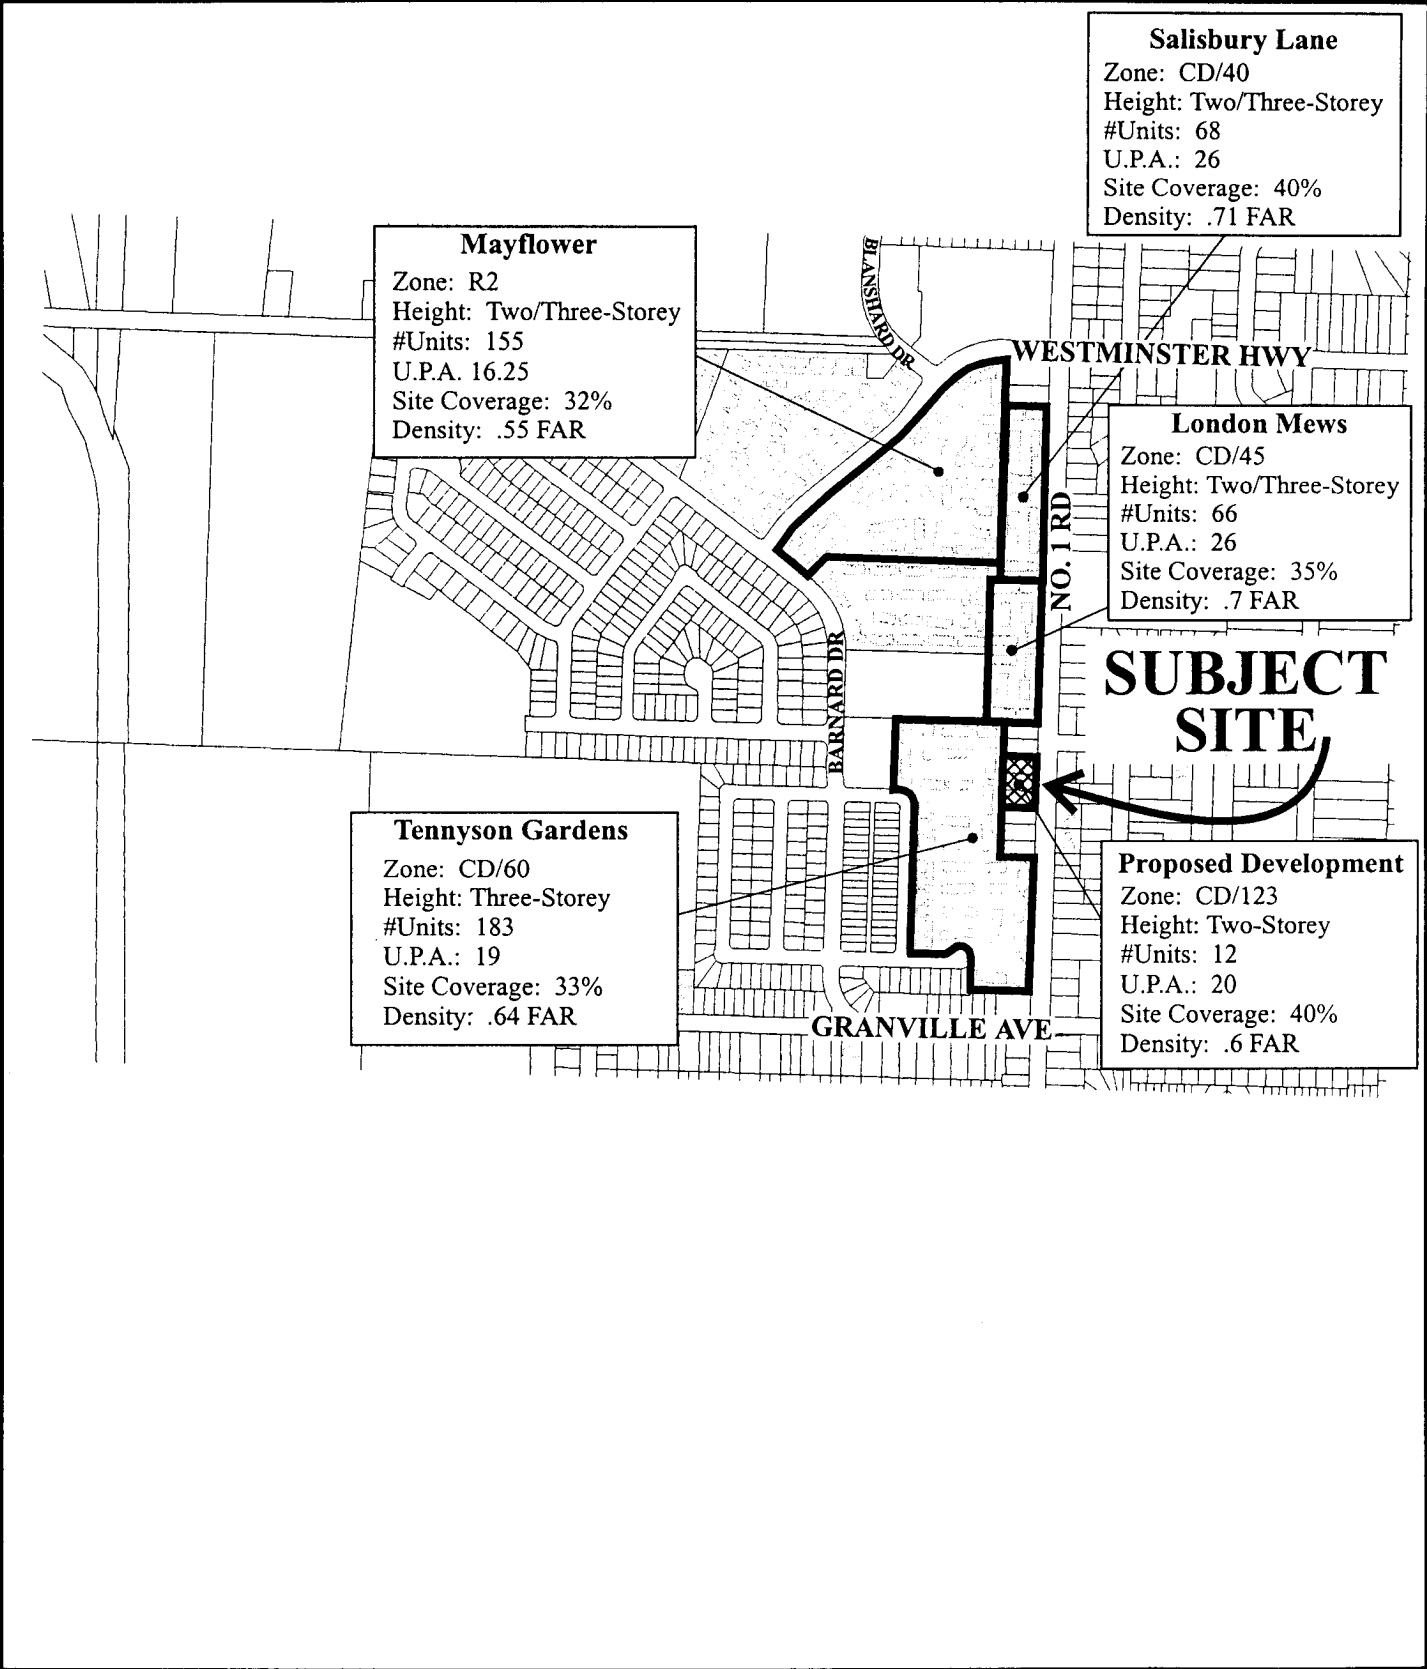 Salisbury Lane
Zone: CD/40
Height: Two/Three-Storey
#Units: 68
U.P.A.: 26
Site Coverage: 40%
Density: .71 FAR
Mayflower
Zone: R2
Height: Two/Three-Storey
#Units: 155
U.P.A. 16.25
Site Coverage: 32%
Density: .55 FAR
BLANSHARD DR
WESTMINSTER HWY
London Mews
Zone: CD/45
Height: Two/Three-Storey
#Units: 66
U.P.A.: 26
Site Coverage: 35%
Density: .7 FAR
NO. 1 RD
BARNARD DR
SUBJECT
SITE
Tennyson Gardens
Zone: CD/60
Height: Three-Storey
#Units: 183
U.P.A.: 19
Site Coverage: 33%
Density: .64 FAR
Proposed Development
Zone: CD/123
Height: Two-Storey
#Units: 12
U.P.A.: 20
Site Coverage: 40%
Density: .6 FAR
GRANVILLE AVE